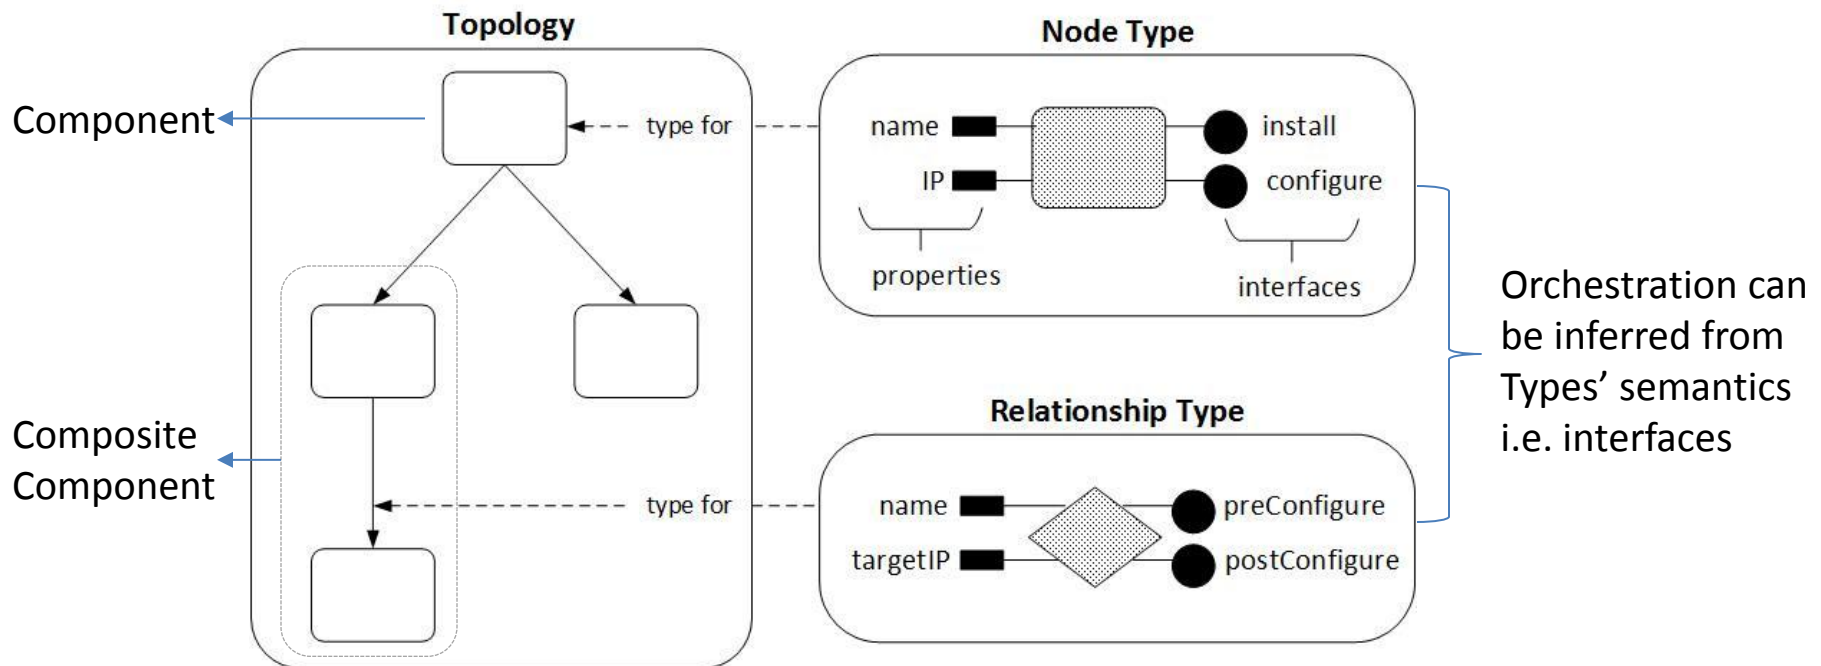 Topology
Component
type for
Composite
Component
type for
Node Type
name
install
IP
configure
properties
interfaces
Relationship Type
name
preConfigure
targetIP
postConfigure
Orchestration can
be inferred from
Types’ semantics
i.e. interfaces